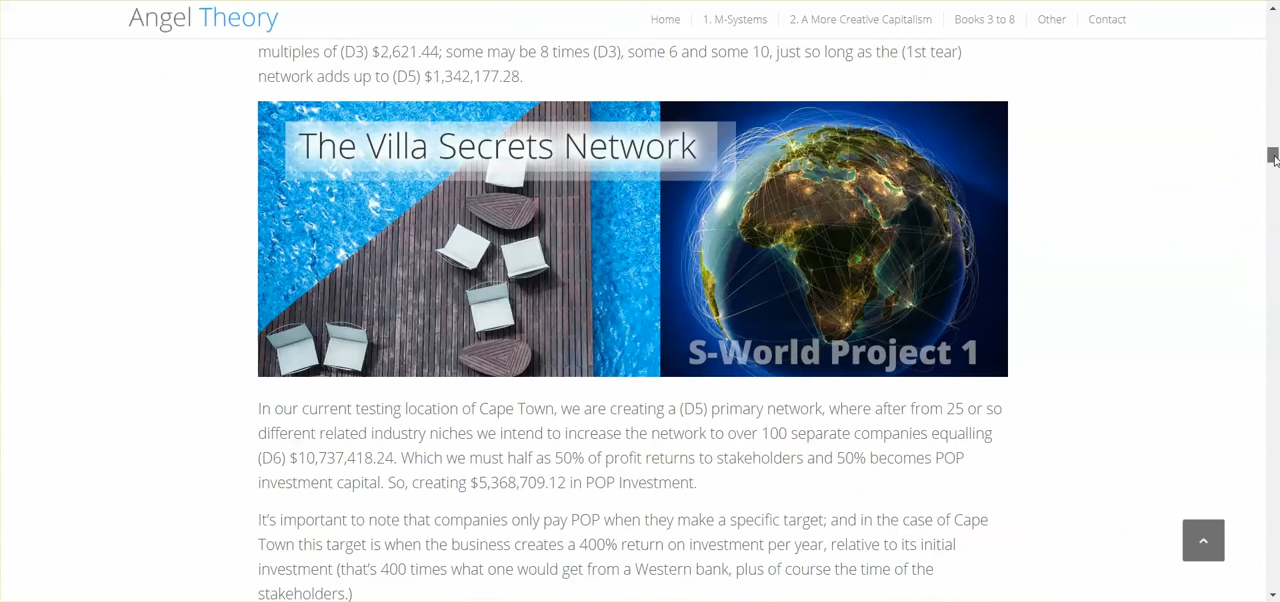 Angel Theory
Home
1. M-Systems
2. A More Creative Capitalism
Books 3 to 8
Other
Contact
multiples of (D3) $2,621.44; some may be 8 times (D3), some 6 and some 10, just so long as the (1st tear)
network adds up to (D5) $1,342,177.28.
The Villa Secrets Network
S-World Project 1
In our current testing location of Cape Town, we are creating a (D5) primary network, where after from 25 or so
different related industry niches we intend to increase the network to over 100 separate companies equalling
(D6) $10,737,418.24. Which we must half as 50% of profit returns to stakeholders and 50% becomes POP
investment capital. So, creating $5,368,709.12 in POP Investment.
It's important to note that companies only pay POP when they make a specific target; and in the case of Cape
Town this target is when the business creates a 400% return on investment per year, relative to its initial
investment (that's 400 times what one would get from a Western bank, plus of course the time of the
stakeholders.)